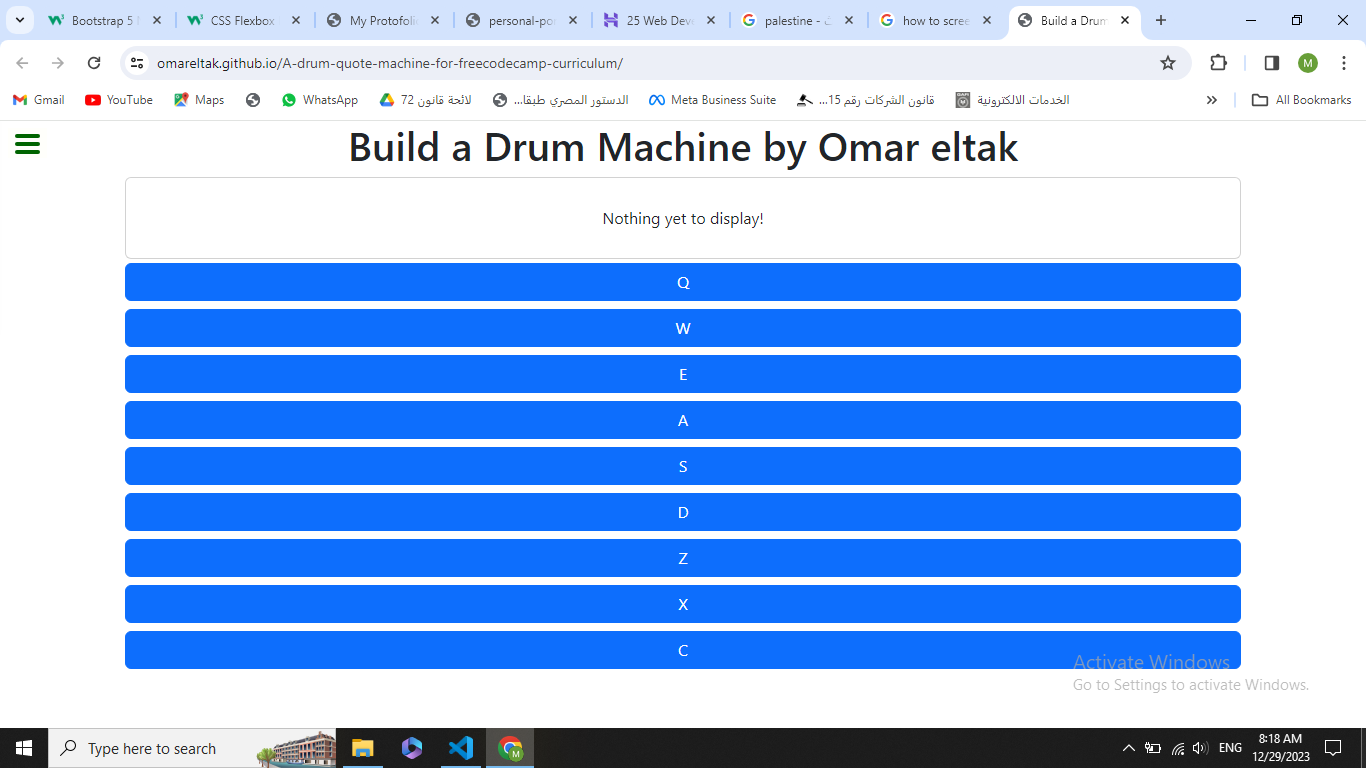 Bootstrap 5
CSS Flexbox
My Protofoli
personal-po
25 Web Dev
palestine -
how to scree
Build a Drum
omareltak.github.io/A-drum-quote-machine-for-freecodecamp-curriculum/
M
Gmail
YouTube
Maps
WhatsApp
لائحة قانون 72
الدستور المصري طبقا...
Meta Business Suite
قانون الشركات رقم 15...
الخدمات الالكترونية
All Bookmarks
Build a Drum Machine by Omar eltak
Nothing yet to display!
Q
W
E
A
S
D
Z
X
C
Activate Windows
Go to Settings to activate Windows.
Type here to search
M
ENG
8:18 AM
12/29/2023